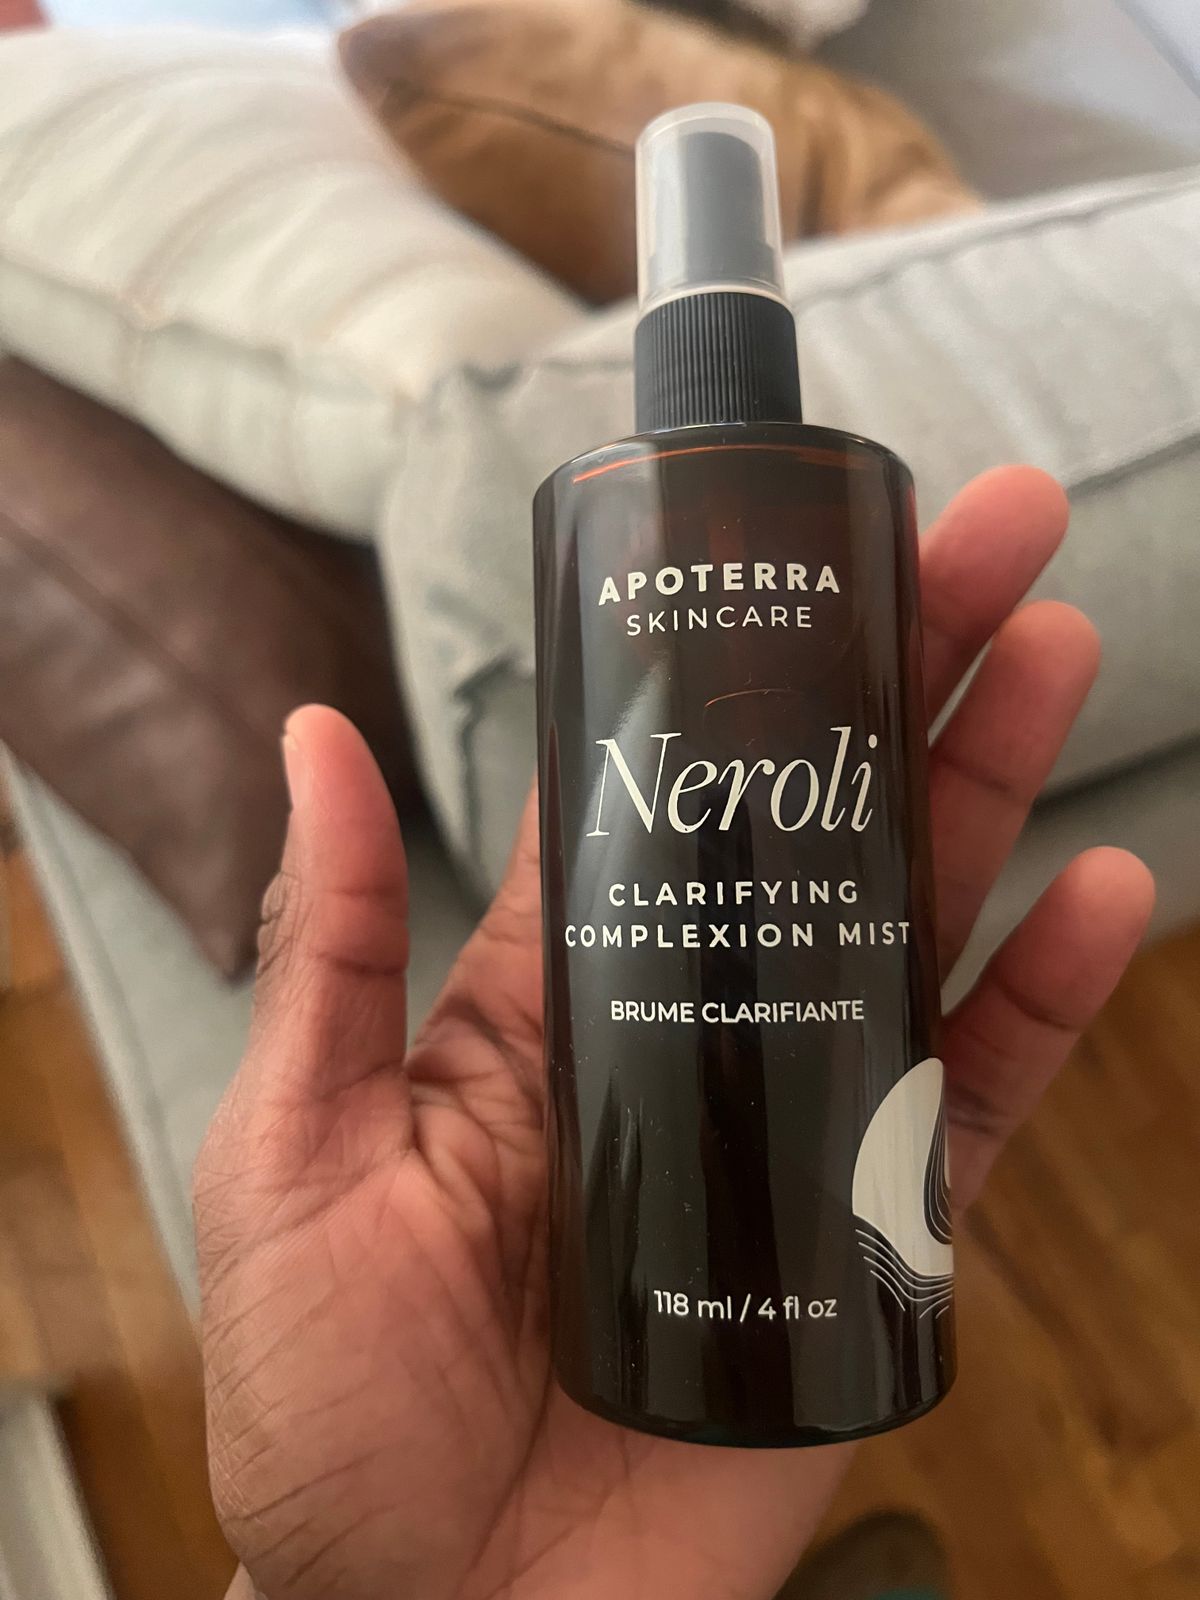 APOTERRA
SKINCARE
Neroli
CLARIFYING
COMPLEXION MIST
BRUME CLARIFIANTE
118 ml / 4 fl oz